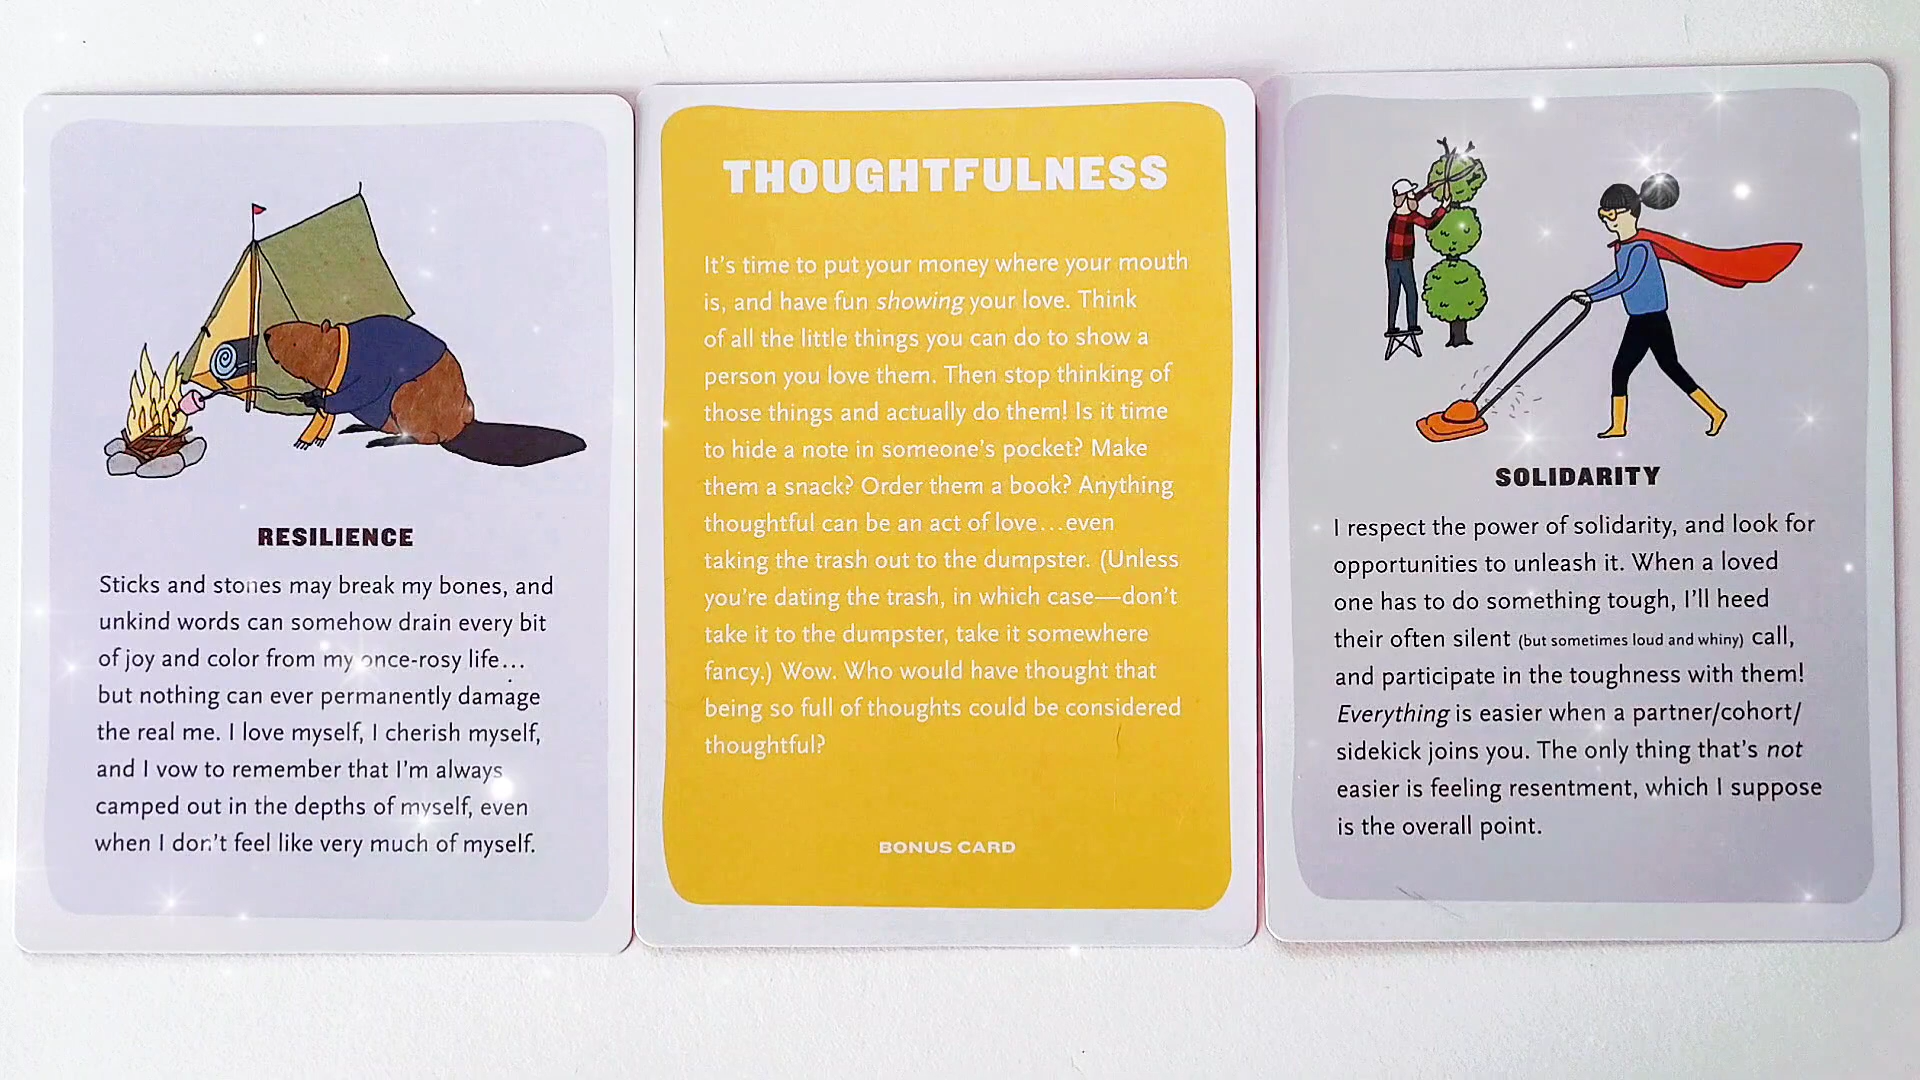 RESILIENCE
Sticks and stones may break my bones, and
unkind words can somehow drain every bit
of joy and color from my once-rosy life...
but nothing can ever permanently damage
the real me. I love myself, I cherish myself,
and I vow to remember that I'm always
camped out in the depths of myself, even
when I don't feel like very much of myself.
THOUGHTFULNESS
It's time to put your money where your mouth
is, and have fun showing your love. Think
of all the little things you can do to show a
person you love them. Then stop thinking of
those things and actually do them! Is it time
to hide a note in someone's pocket? Make
them a snack? Order them a book? Anything
thoughtful can be an act of love...even
taking the trash out to the dumpster. (Unless
you're dating the trash, in which case—don't
take it to the dumpster, take it somewhere
fancy.) Wow. Who would have thought that
being so full of thoughts could be considered
thoughtful?
BONUS CARD
SOLIDARITY
I respect the power of solidarity, and look for
opportunities to unleash it. When a loved
one has to do something tough, I'll heed
their often silent (but sometimes loud and whiny) call,
and participate in the toughness with them!
Everything is easier when a partner/cohort/
sidekick joins you. The only thing that's not
easier is feeling resentment, which I suppose
is the overall point.